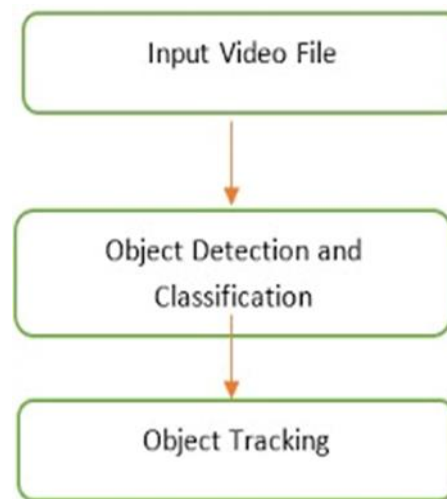 Input Video File
Object Detection and
Classification
Object Tracking